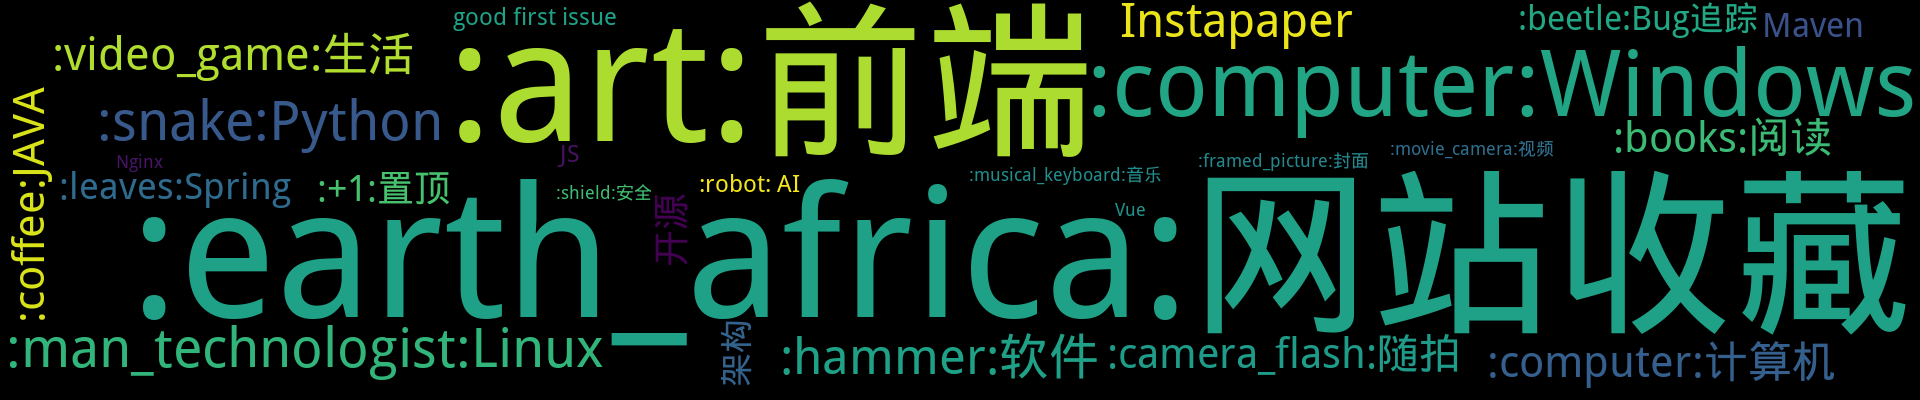 good first issue
Instapaper
:beetle:Bug追踪
Maven
:video_game:生活
:art:前端
:computer:Windows
:snake:Python
:coffee:JAVA
:books:阅读
Nginx
JS
:framed_picture:封面
:movie_camera:视频
:leaves:Spring
:+1:置顶
:shield:安全
:robot: AI
:musical_keyboard:音乐
开源
Vue
:earth_africa:网站收藏
:man_technologist:Linux
架构
:hammer:软件
:camera_flash:随拍
:computer:计算机